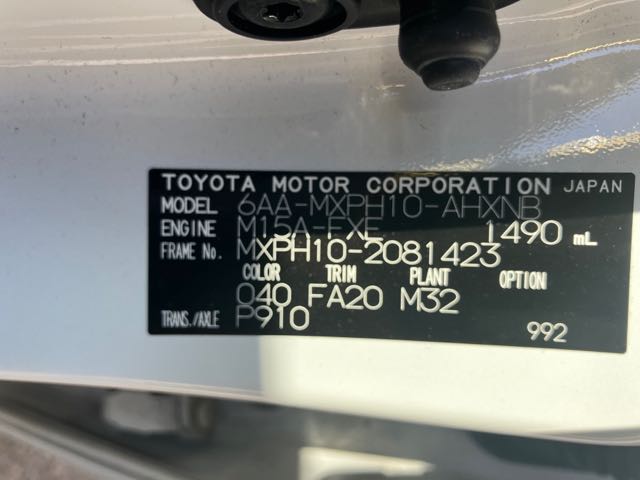 TOYOTA MOTOR CORPORATION JAPAN
MODEL 6AA-MXPH10-AHXNB
ENGINE M15A-FXE 1490 mL
FRAME No. MXPH10-2081423
COLOR TRIM PLANT OPTION
040 FA20 M32
TRANS./AXLE P910
992